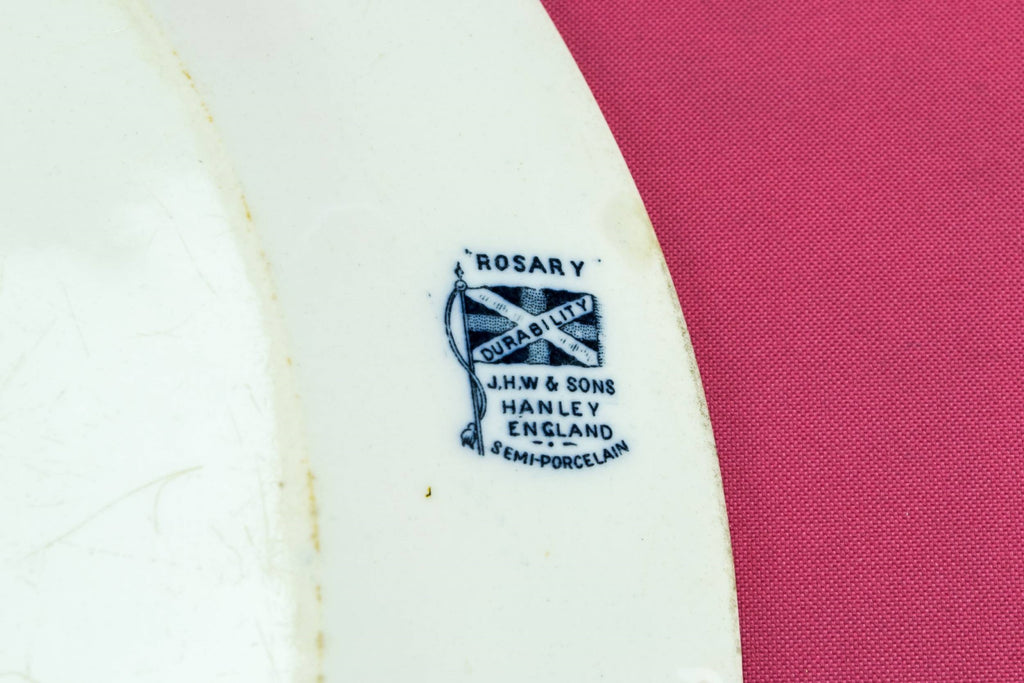 "ROSARY"
DURABILITY
J.H.W & SONS
HANLEY
ENGLAND
SEMI-PORCELAIN